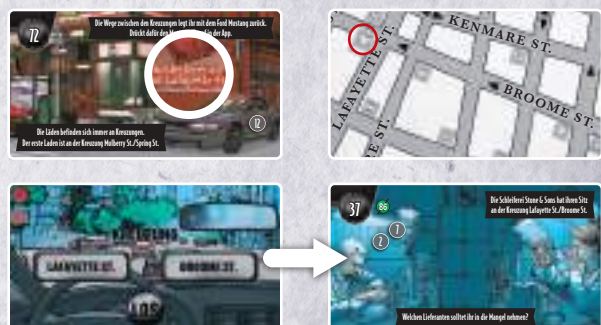 72
Die Wege zwischen den Kreuzungen legt ihr mit dem Ford Mustang zurück.
Drückt dafür den in der App.
12
Die Läden befinden sich immer an Kreuzungen.
Der erste Laden ist an der Kreuzung Mulberry St./Spring St.
KENMARE ST.
BROOME ST.
LAFAYETTE ST.
E ST.
KREUZUNG
LAFAYETTE ST.
BROOME ST.
LOS
37
86
1
2
Die Schleiferei Stone & Sons hat ihren Sitz
an der Kreuzung Lafayette St./Broome St.
Welchen Lieferanten solltet ihr in die Mangel nehmen?